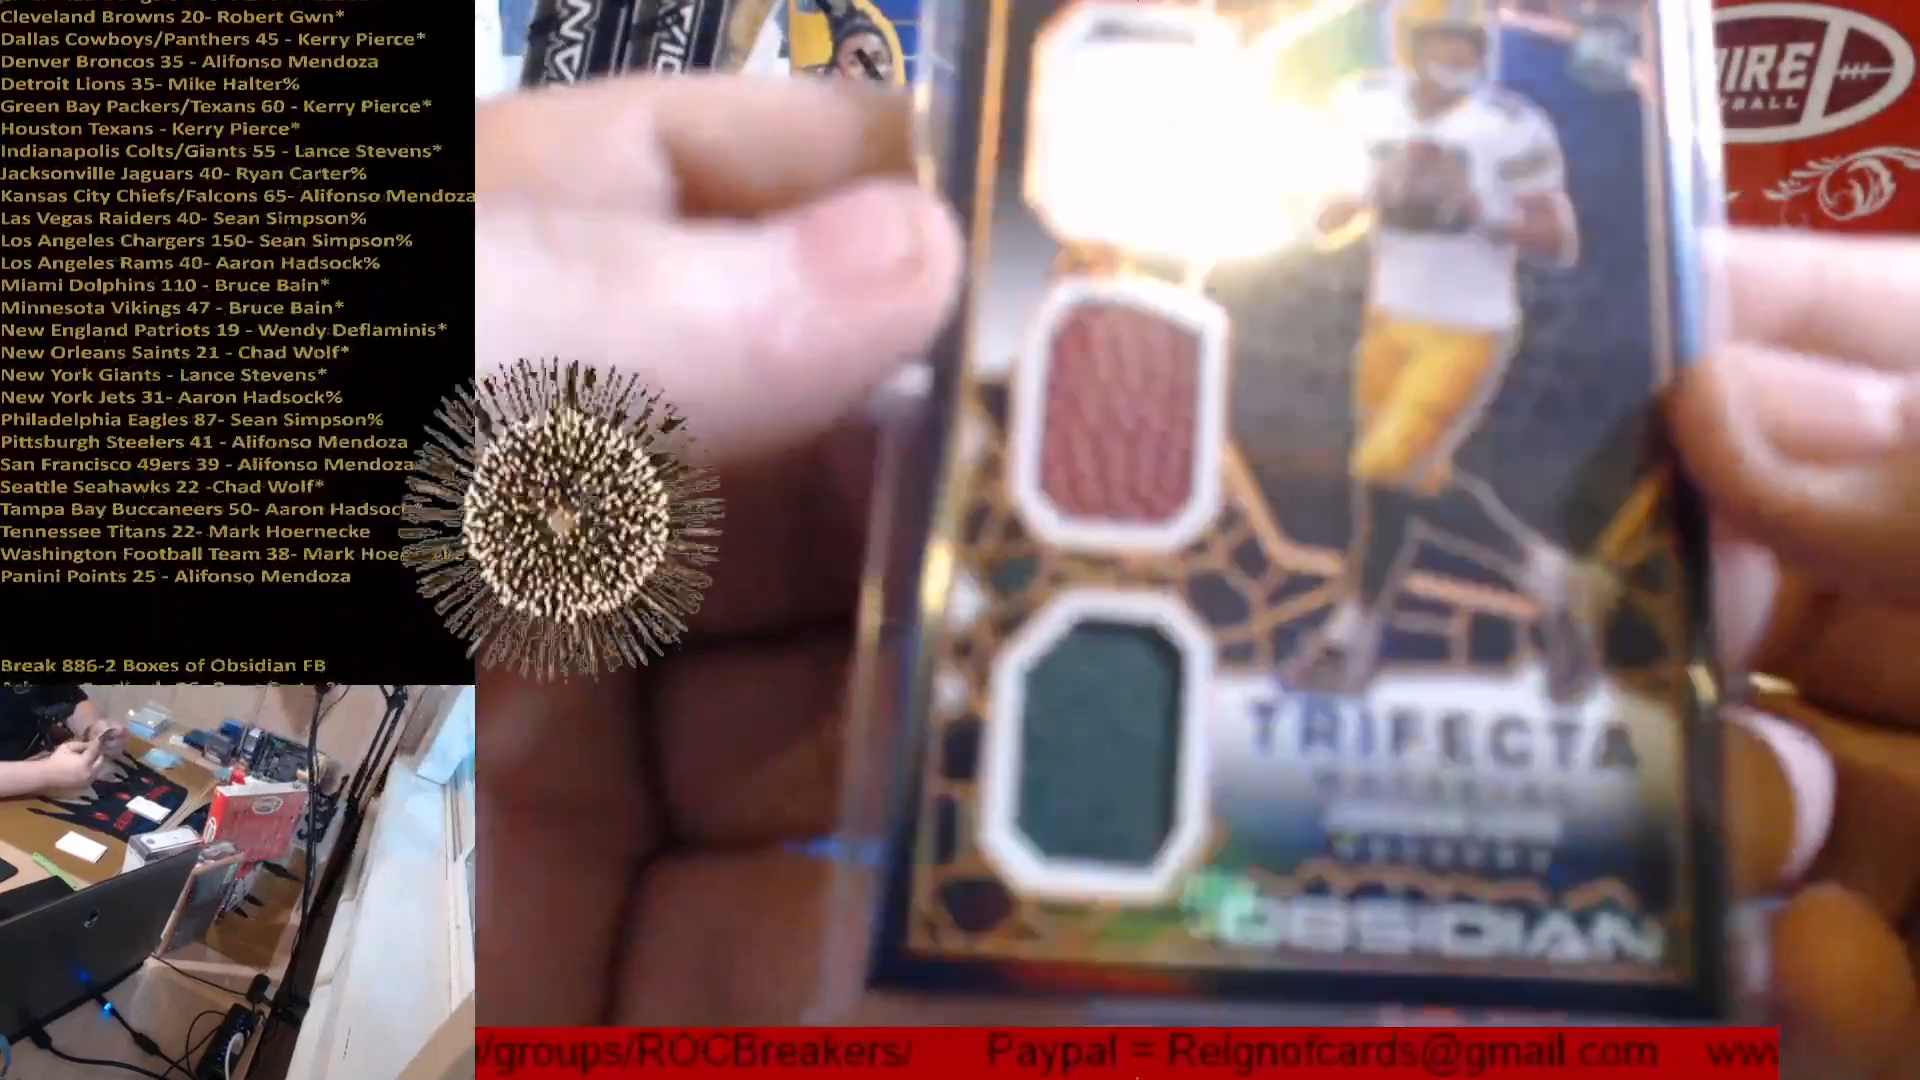 Cleveland Browns 20- Robert Gwn*
Dallas Cowboys/Panthers 45 - Kerry Pierce*
Denver Broncos 35 - Alifonso Mendoza
Detroit Lions 35- Mike Halter%
Green Bay Packers/Texans 60 - Kerry Pierce*
Houston Texans - Kerry Pierce*
Indianapolis Colts/Giants 55 - Lance Stevens*
Jacksonville Jaguars 40- Ryan Carter%
Kansas City Chiefs/Falcons 65- Alifonso Mendoza
Las Vegas Raiders 40- Sean Simpson%
Los Angeles Chargers 150- Sean Simpson%
Los Angeles Rams 40- Aaron Hadsock%
Miami Dolphins 110 - Bruce Bain*
Minnesota Vikings 47 - Bruce Bain*
New England Patriots 19 - Wendy Deflaminis*
New Orleans Saints 21 - Chad Wolf*
New York Giants - Lance Stevens*
New York Jets 31- Aaron Hadsock%
Philadelphia Eagles 87- Sean Simpson%
Pittsburgh Steelers 41 - Alifonso Mendoza
San Francisco 49ers 39 - Alifonso Mendoza
Seattle Seahawks 22 -Chad Wolf*
Tampa Bay Buccaneers 50- Aaron Hadsoc
Tennessee Titans 22- Mark Hoernecke
Washington Football Team 38- Mark Hoe
Panini Points 25 - Alifonso Mendoza
Break 886-2 Boxes of Obsidian FB
TRIFECTA
OBSIDIAN
/groups/ROCBreakers/ Paypal = Reignofcards@gmail.com www